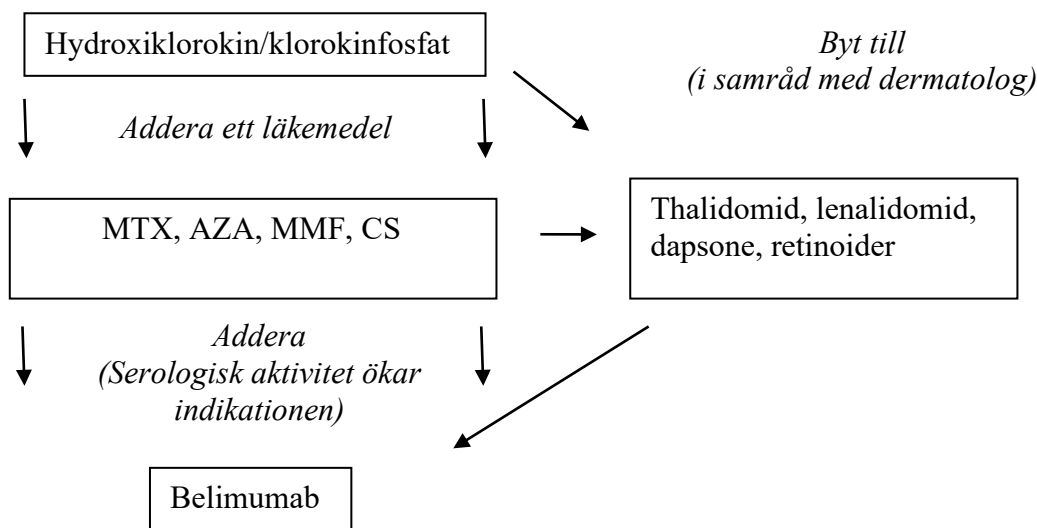 Hydroxiklorokin/klorokinfosfat
Byt till
(i samråd med dermatolog)
Addera ett läkemedel
MTX, AZA, MMF, CS
Thalidomid, lenalidomid,
dapsone, retinoider
Addera
(Serologisk aktivitet ökar
indikationen)
Belimumab